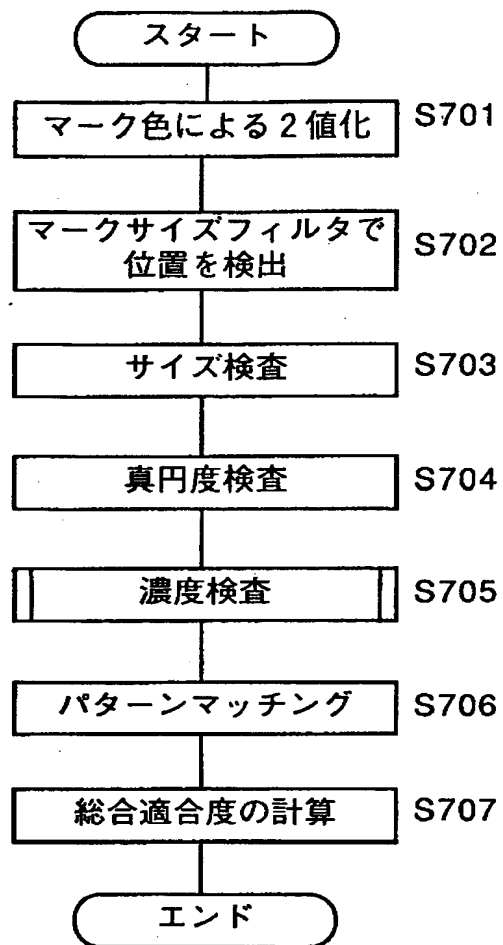 スタート
マーク色による2値化 S701
マークサイズフィルタで
位置を検出 S702
サイズ検査 S703
真円度検査 S704
濃度検査 S705
パターンマッチング S706
総合適合度の計算 S707
エンド